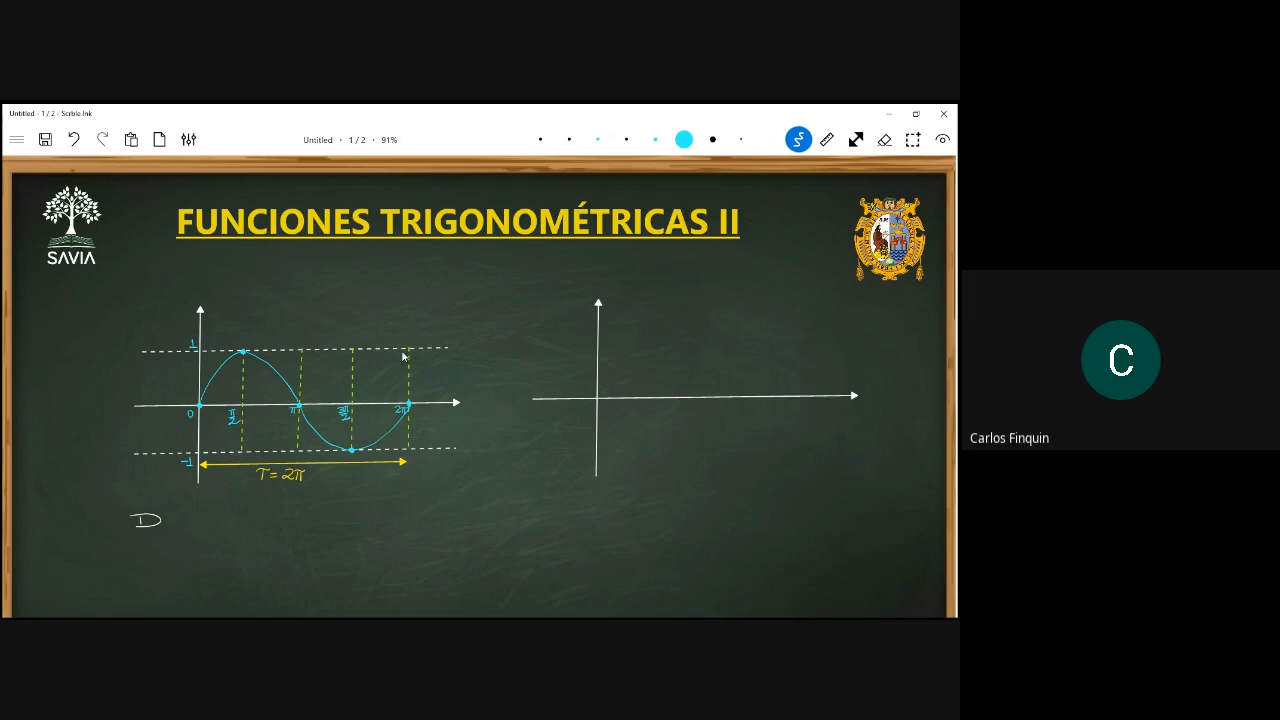 Untitled - 1 / 2 - Scrble Ink
Untitled · 1 / 2 · 91%
SAVIA
FUNCIONES TRIGONOMÉTRICAS II
1
0
π/2
π
3π/2
2π
-1
T = 2π
D
C
Carlos Finquin